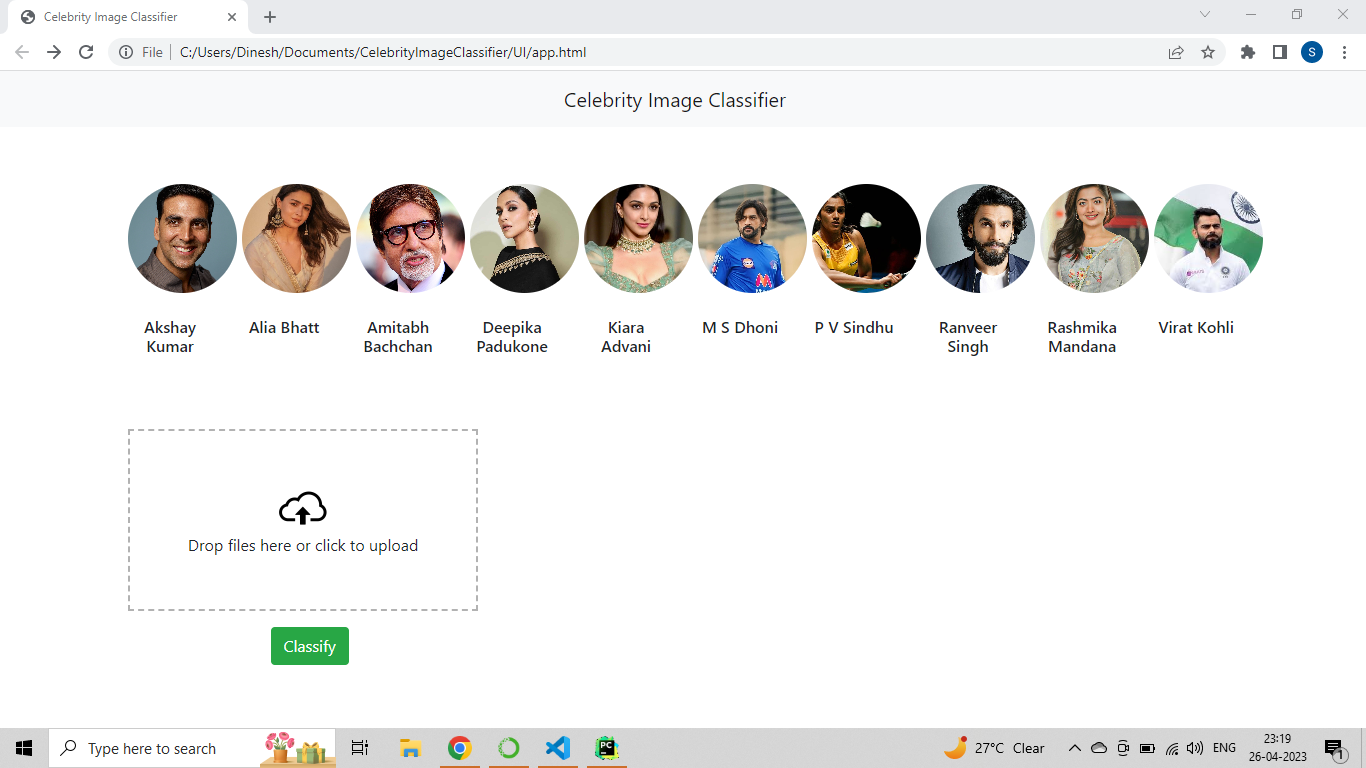 Celebrity Image Classifier
File
C:/Users/Dinesh/Documents/CelebrityImageClassifier/UI/app.html
S
Celebrity Image Classifier
Akshay
Kumar
Alia Bhatt
Amitabh
Bachchan
Deepika
Padukone
Kiara
Advani
M S Dhoni
P V Sindhu
Ranveer
Singh
Rashmika
Mandana
Virat Kohli
Drop files here or click to upload
Classify
Type here to search
PC
27°C Clear
ENG
23:19
26-04-2023
1